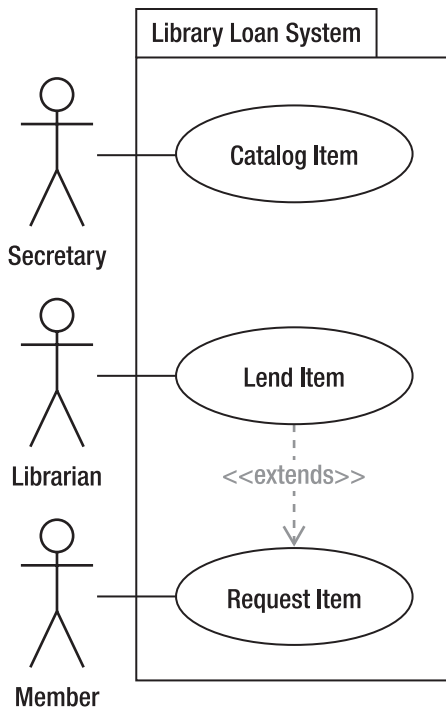 Library Loan System
Catalog Item
Secretary
Lend Item
Librarian
<<extends>>
Request Item
Member